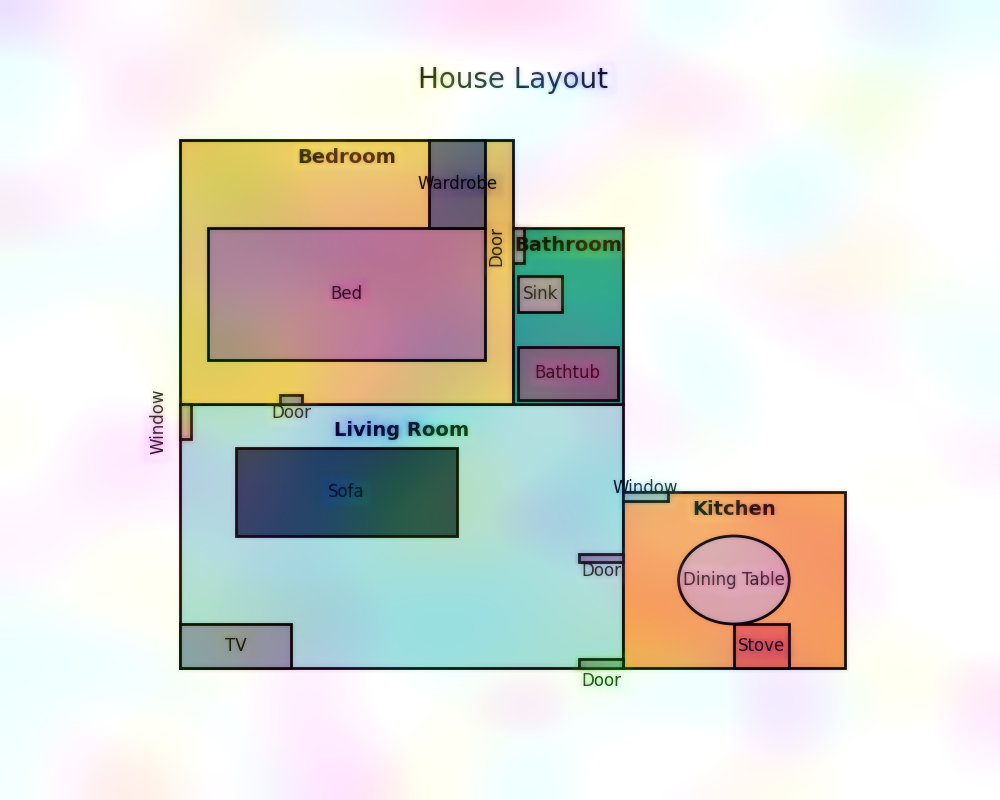 House Layout
Bedroom
Wardrobe
Door
Bathroom
Bed
Sink
Bathtub
Window
Door
Living Room
Sofa
Window
Kitchen
Door
Dining Table
TV
Stove
Door